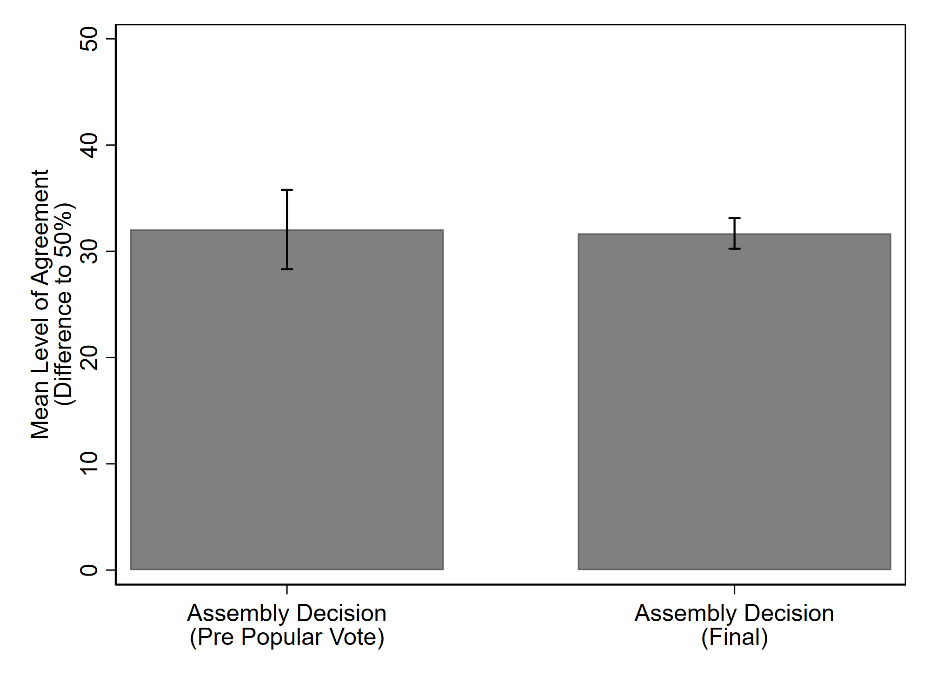 Mean Level of Agreement
(Difference to 50%)
50
40
30
20
10
0
Assembly Decision
(Pre Popular Vote)
Assembly Decision
(Final)